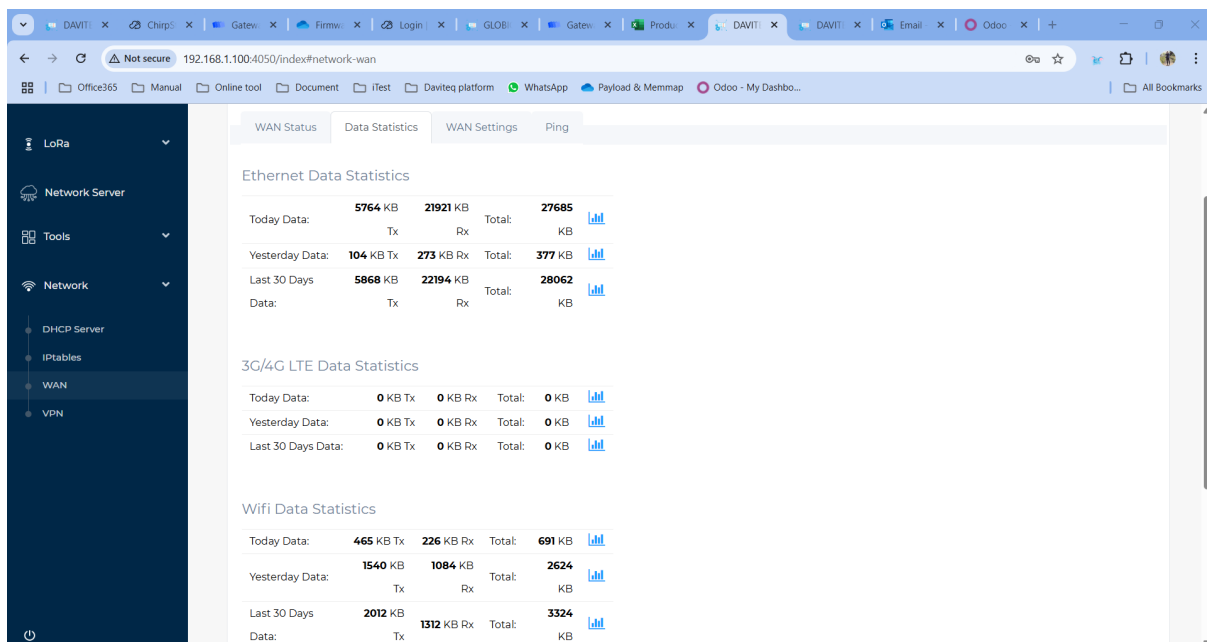 DAVITI
ChirpS
Gatew
Firmw
Login
GLOB
Gatew
Produc
DAVITI
DAVITI
Email
Odoo
Not secure 192.168.1.100:4050/index#network-wan
Office365 Manual Online tool Document iTest Daviteq platform WhatsApp Payload & Memmap Odoo - My Dashbo... All Bookmarks
LoRa
Network Server
Tools
Network
DHCP Server
IPtables
WAN
VPN
WAN Status Data Statistics WAN Settings Ping
Ethernet Data Statistics
Today Data: 5764 KB Tx 21921 KB Rx Total: 27685 KB
Yesterday Data: 104 KB Tx 273 KB Rx Total: 377 KB
Last 30 Days Data: 5868 KB Tx 22194 KB Rx Total: 28062 KB
3G/4G LTE Data Statistics
Today Data: 0 KB Tx 0 KB Rx Total: 0 KB
Yesterday Data: 0 KB Tx 0 KB Rx Total: 0 KB
Last 30 Days Data: 0 KB Tx 0 KB Rx Total: 0 KB
Wifi Data Statistics
Today Data: 465 KB Tx 226 KB Rx Total: 691 KB
Yesterday Data: 1540 KB Tx 1084 KB Rx Total: 2624 KB
Last 30 Days Data: 2012 KB Tx 1312 KB Rx Total: 3324 KB